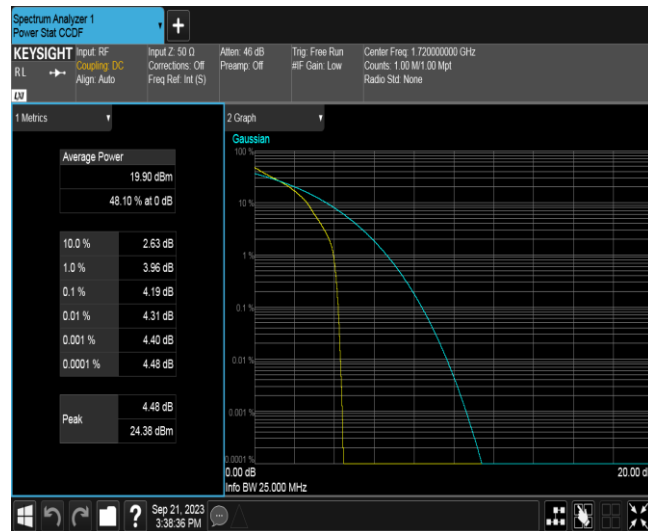 Spectrum Analyzer 1
Power Stat CCDF
+
KEYSIGHT
RL
LXI
Input: RF
Coupling: DC
Align: Auto
Input Z: 50 Ω
Corrections: Off
Freq Ref: Int (S)
Atten: 46 dB
Preamp: Off
Trig: Free Run
#IF Gain: Low
Center Freq: 1.720000000 GHz
Counts: 1.00 M/1.00 Mpt
Radio Std: None
1 Metrics
Average Power
19.90 dBm
48.10 % at 0 dB
10.0 % 2.63 dB
1.0 % 3.96 dB
0.1 % 4.19 dB
0.01 % 4.31 dB
0.001 % 4.40 dB
0.0001 % 4.48 dB
Peak
4.48 dB
24.38 dBm
2 Graph
Gaussian
100 %
10 %
1 %
0.1 %
0.01 %
0.001 %
0.0001 %
0.00 dB
20.00 d
Info BW 25.000 MHz
?
Sep 21, 2023
3:38:36 PM